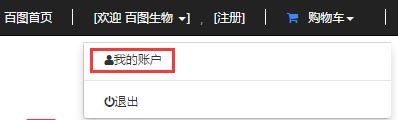 百图首页 | [欢迎 百图生物 ] , [注册] | 购物车
我的账户
退出